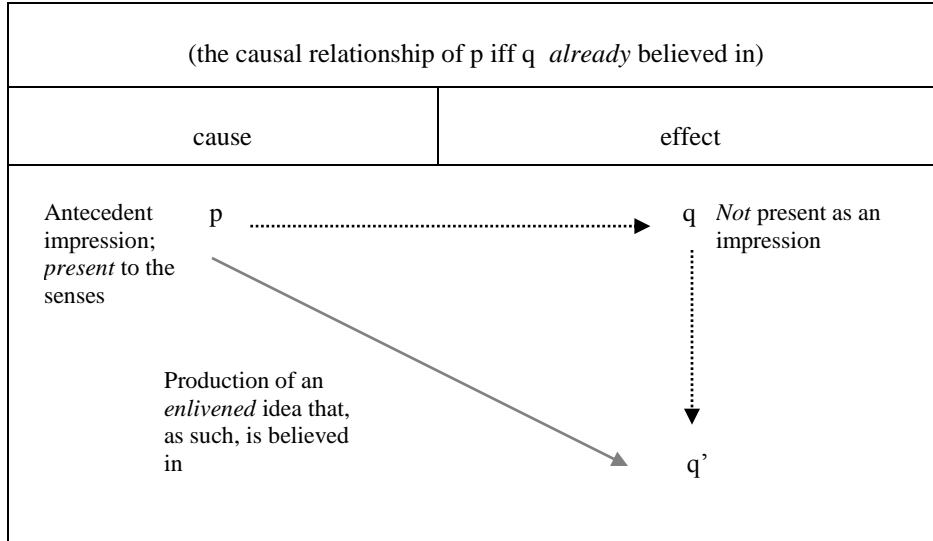 (the causal relationship of p iff q already believed in)
cause
effect
Antecedent
impression;
present to the
senses
p
q
Not present as an
impression
Production of an
enlivened idea that,
as such, is believed
in
q’